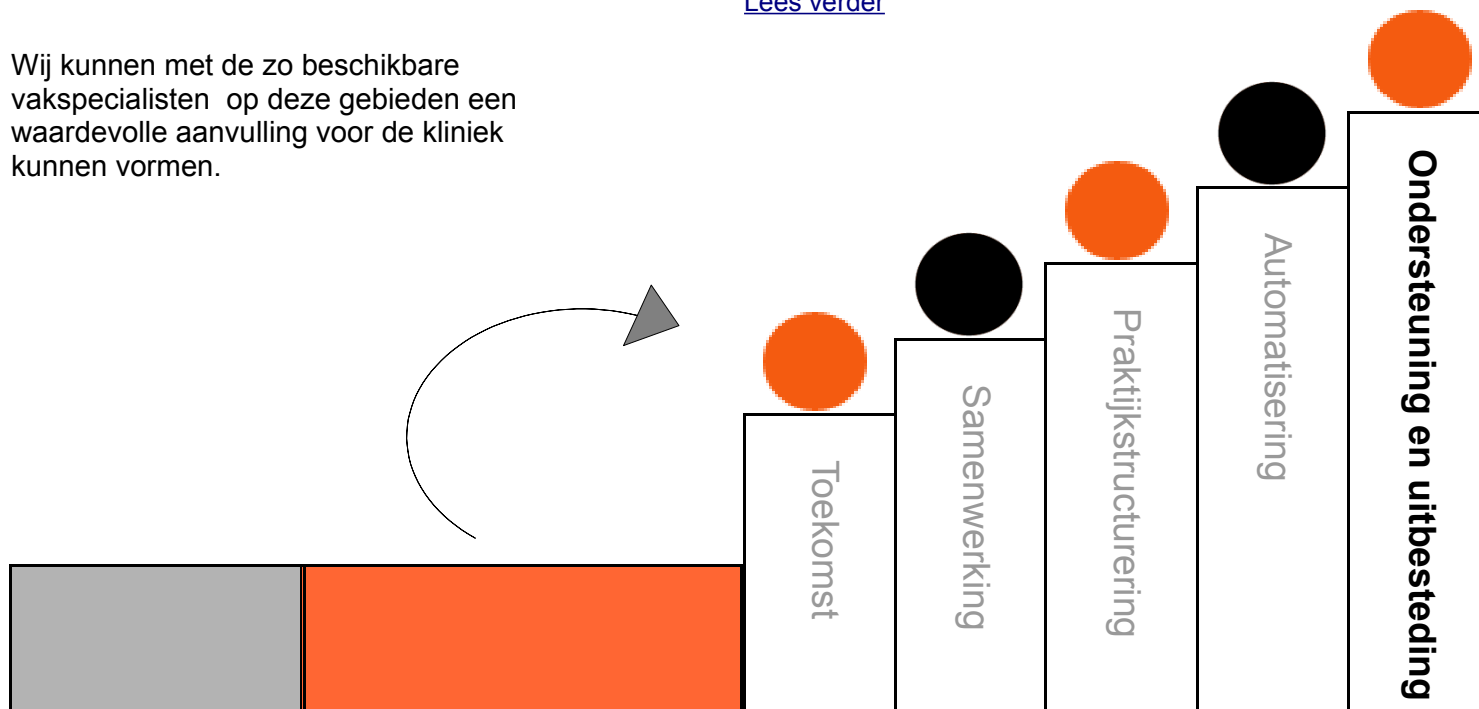 Lees verder
Wij kunnen met de zo beschikbare
vakspecialisten  op deze gebieden een
waardevolle aanvulling voor de kliniek
kunnen vormen.
Toekomst
Samenwerking
Praktijkstructurering
Automatisering
Ondersteuning en uitbesteding